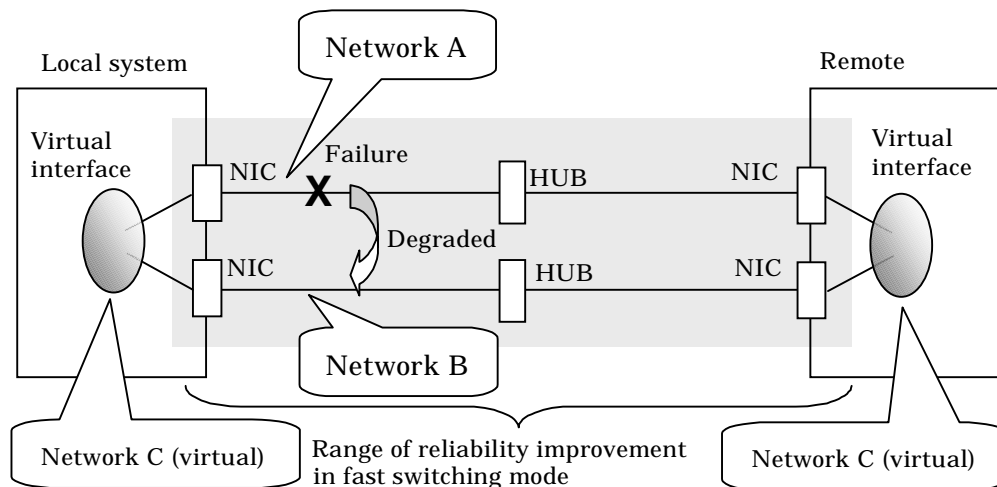 Network A
Local system
Remote
Virtual
interface
Virtual
interface
NIC
Failure
HUB
NIC
Degraded
NIC
HUB
NIC
Network B
Network C (virtual)
Range of reliability improvement
in fast switching mode
Network C (virtual)